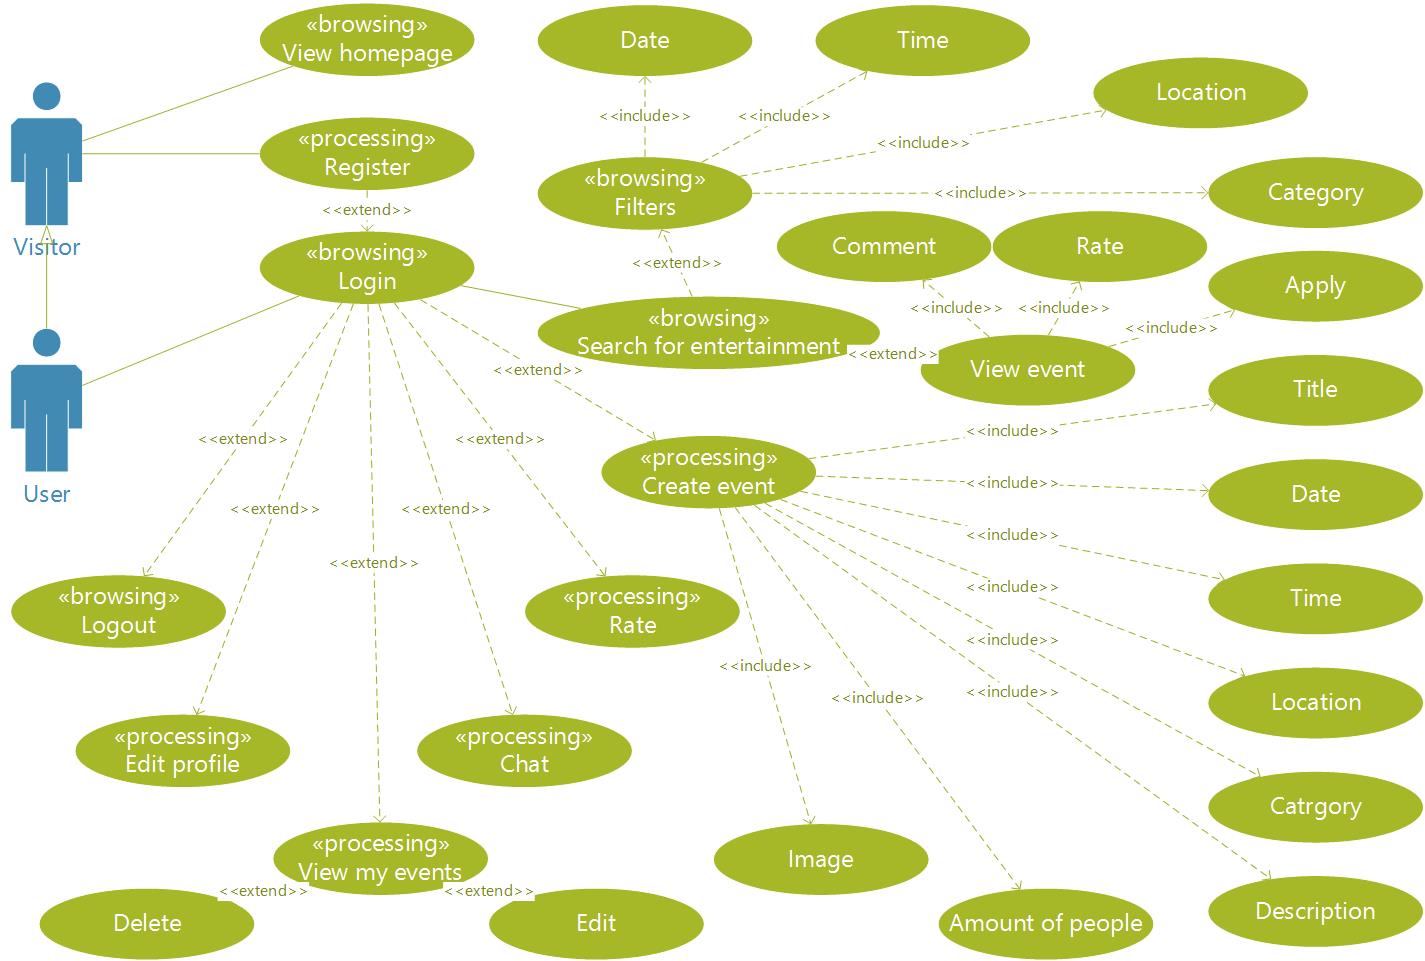 «browsing»
View homepage
Date
Time
Location
<<include>>
<<include>>
<<include>>
«processing»
Register
«browsing»
Filters
<<include>>
Category
<<extend>>
Visitor
«browsing»
Login
<<extend>>
Comment
Rate
Apply
<<include>>
<<include>>
<<include>>
«browsing»
Search for entertainment
<<extend>>
View event
<<extend>>
Title
<<include>>
<<extend>>
<<extend>>
«processing»
Create event
<<include>>
Date
User
<<extend>>
<<extend>>
<<include>>
<<extend>>
<<include>>
Time
«browsing»
Logout
«processing»
Rate
<<include>>
<<include>>
<<include>>
<<include>>
Location
«processing»
Edit profile
«processing»
Chat
Catrgory
«processing»
View my events
Image
<<extend>>
<<extend>>
Delete
Edit
Amount of people
Description